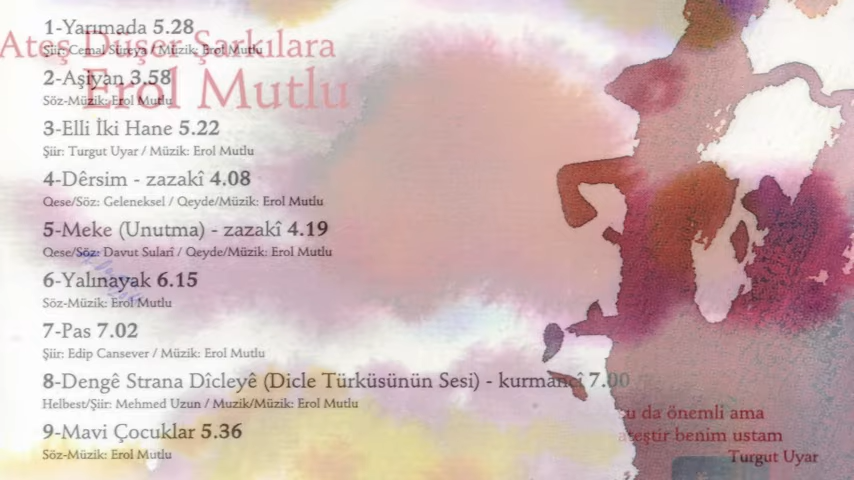 Ateş Düşer Şarkılara
Erol Mutlu
1-Yarımada 5.28
Şiir: Cemal Süreya / Müzik: Erol Mutlu
2-Aşiyan 3.58
Söz-Müzik: Erol Mutlu
3-Elli İki Hane 5.22
Şiir: Turgut Uyar / Müzik: Erol Mutlu
4-Dêrsim - zazakî 4.08
Qese/Söz: Geleneksel / Qeyde/Müzik: Erol Mutlu
5-Meke (Unutma) - zazakî 4.19
Qese/Söz: Davut Sularî / Qeyde/Müzik: Erol Mutlu
6-Yalınayak 6.15
Söz-Müzik: Erol Mutlu
7-Pas 7.02
Şiir: Edip Cansever / Müzik: Erol Mutlu
8-Dengê Strana Dîcleyê (Dicle Türküsünün Sesi) - kurmancî 7.00
Helbest/Şiir: Mehmed Uzun / Muzik/Müzik: Erol Mutlu
9-Mavi Çocuklar 5.36
Söz-Müzik: Erol Mutlu
da önemli ama
benim ustam
Turgut Uyar